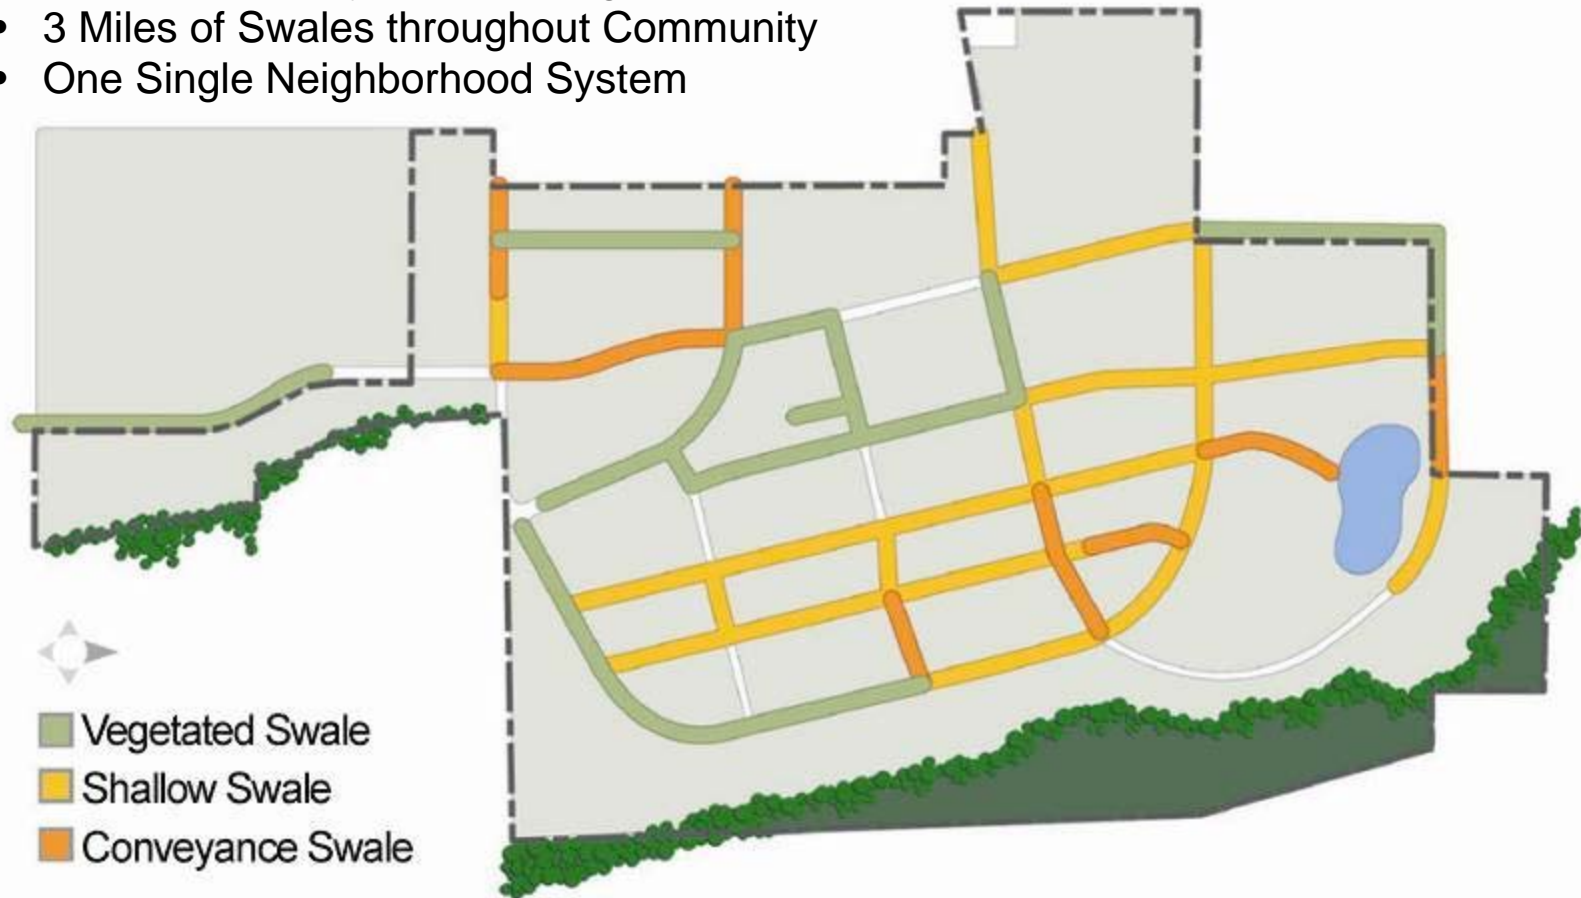 • 3 Miles of Swales throughout Community
• One Single Neighborhood System
Vegetated Swale
Shallow Swale
Conveyance Swale